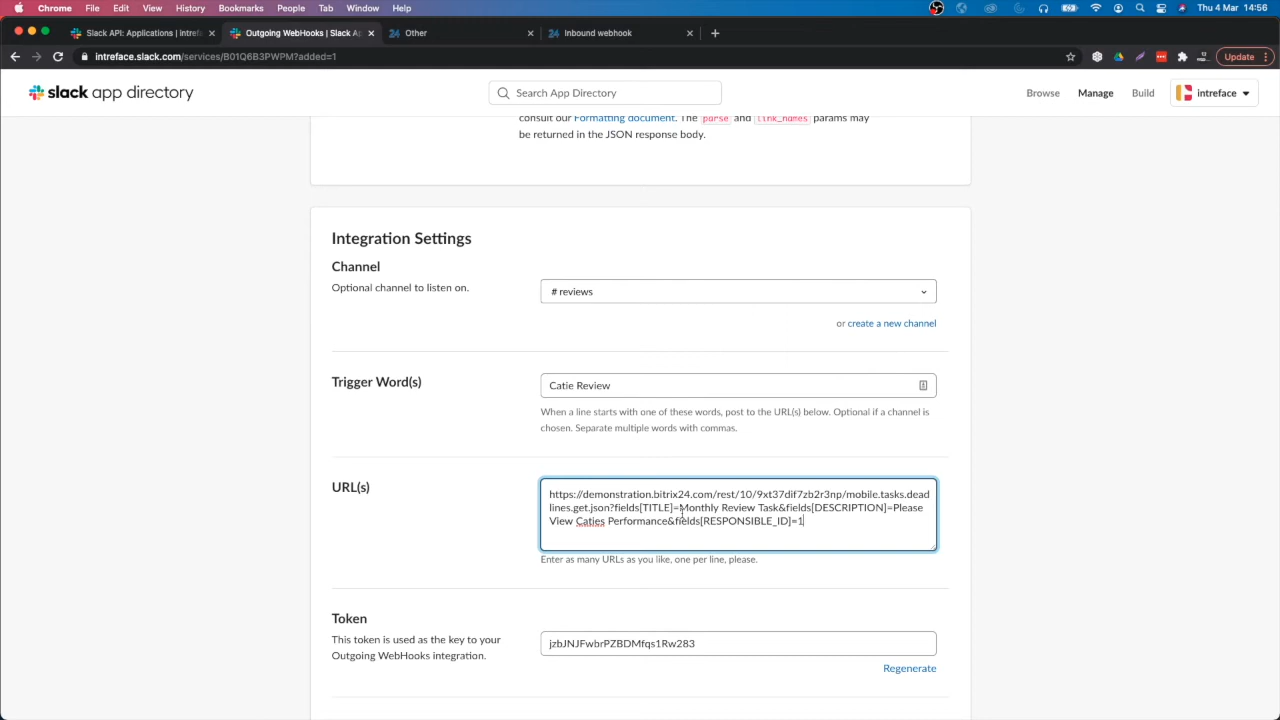 Chrome File Edit View History Bookmarks People Tab Window Help Thu 4 Mar 14:56
Slack API: Applications | intref Outgoing WebHooks | Slack Ap 24 Other 24 Inbound webhook
intreface.slack.com/services/B01Q6B3PWPM?added=1 Update
slack app directory Search App Directory Browse Manage Build intreface
consult our Formatting document. The parse and link_names params may
be returned in the JSON response body.
Integration Settings
Channel
Optional channel to listen on.
# reviews
or create a new channel
Trigger Word(s)
Catie Review
When a line starts with one of these words, post to the URL(s) below. Optional if a channel is
chosen. Separate multiple words with commas.
URL(s)
https://demonstration.bitrix24.com/rest/10/9xt37dif7zb2r3np/mobile.tasks.dead
lines.get.json?fields[TITLE]=Monthly Review Task&fields[DESCRIPTION]=Please
View Caties Performance&fields[RESPONSIBLE_ID]=1
Enter as many URLs as you like, one per line, please.
Token
This token is used as the key to your
Outgoing WebHooks integration.
jzbJNJFwbrPZBDMfqs1Rw283
Regenerate